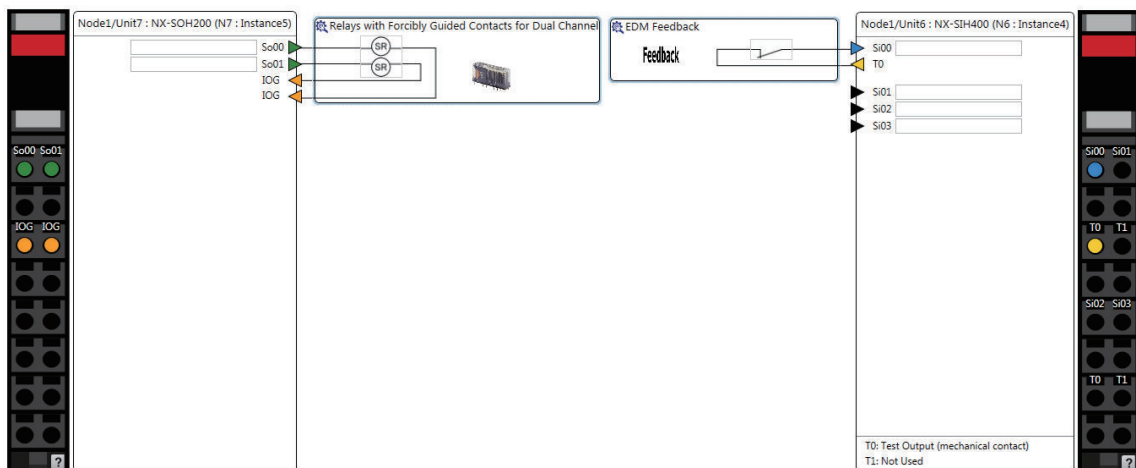 Node1/Unit7 : NX-SOH200 (N7 : Instance5)
So00
So01
IOG
IOG
Relays with Forcibly Guided Contacts for Dual Channel
SR
SR
EDM Feedback
Feedback
Node1/Unit6 : NX-SIH400 (N6 : Instance4)
Si00
T0
Si01
Si02
Si03
So00 So01
IOG IOG
?
Si00 Si01
T0 T1
Si02 Si03
T0 T1
?
T0: Test Output (mechanical contact)
T1: Not Used